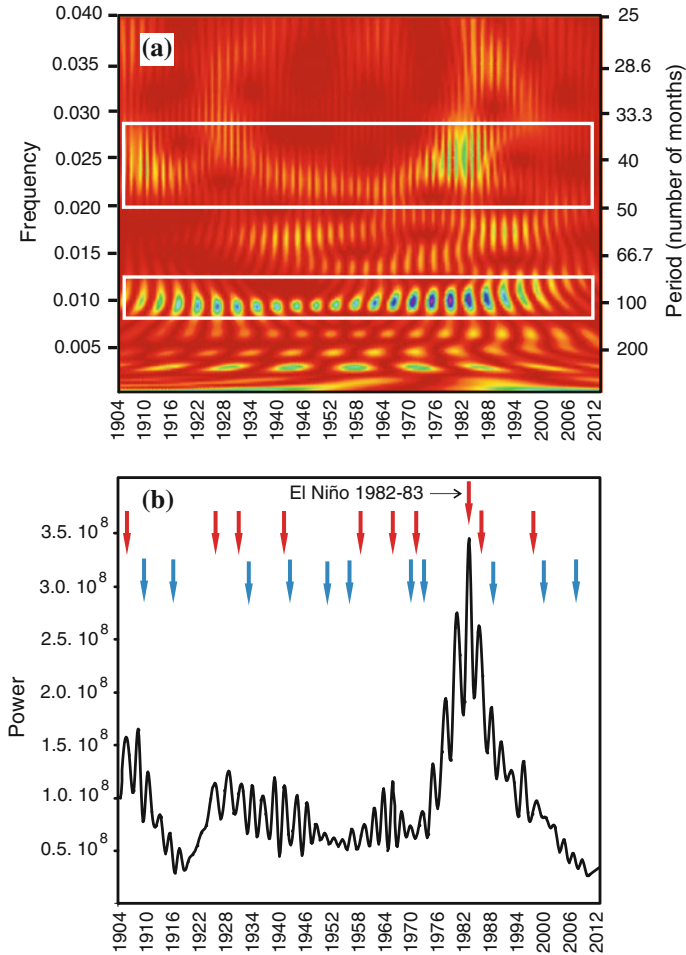 (a)
Frequency
0.040
0.035
0.030
0.025
0.020
0.015
0.010
0.005
25
28.6
33.3
40
50
66.7
100
200
Period (number of months)
1904 1910 1916 1922 1928 1934 1940 1946 1952 1958 1964 1970 1976 1982 1988 1994 2000 2006 2012
(b)
El Niño 1982-83
Power
3.5. 10⁸
3.0. 10⁸
2.5. 10⁸
2.0. 10⁸
1.5. 10⁸
1.0. 10⁸
0.5. 10⁸
1904 1910 1916 1922 1928 1934 1940 1946 1952 1958 1964 1970 1976 1982 1988 1994 2000 2006 2012